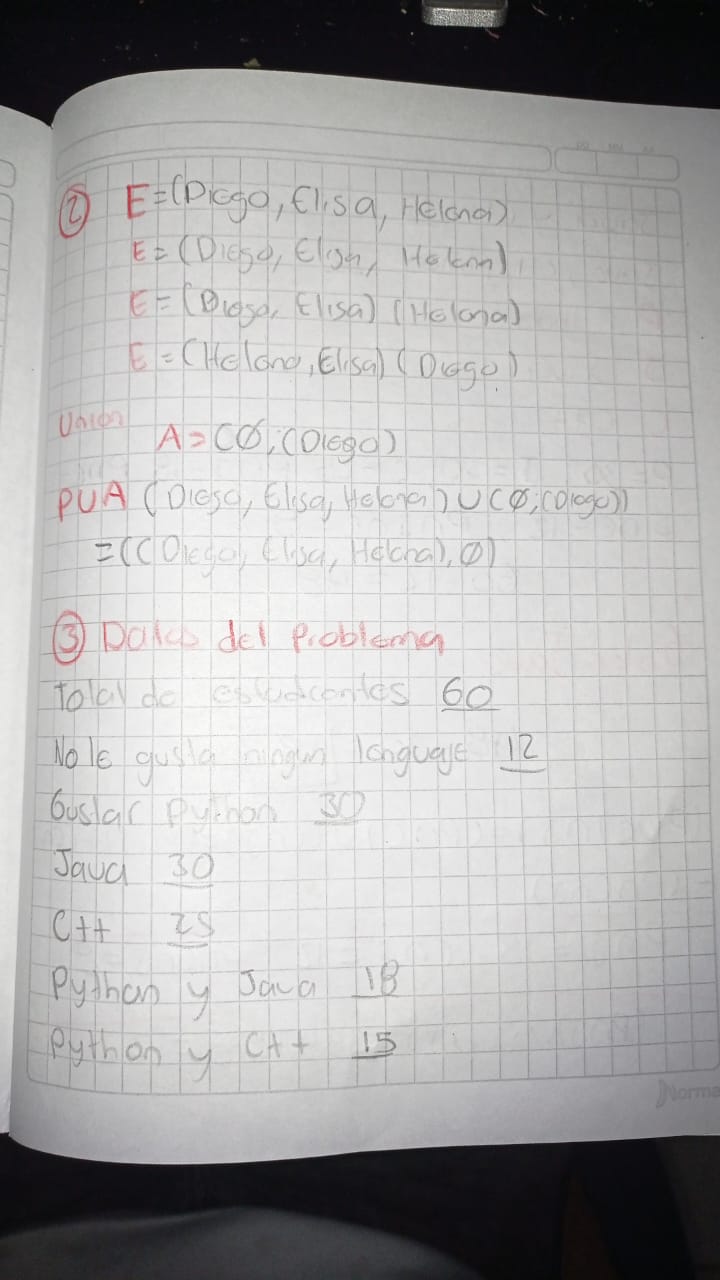 ② E=(Diego, Elisa, Helena)
E = (Diego, Elisa, Helena)
E = (Diego, Elisa) (Helena)
E = (Helena, Elisa) (Diego)
Union
A = (Ø, (Diego)
PUA (Diego, Elisa, Helena) U (Ø, (Diego))
= ((Diego), Elisa, Helena), Ø)
③ Datos del Problema
Total de estudiantes 60
No le gusta ningun lenguaje 12
Gustar Python 30
Java 30
C++ 25
Python y Java 18
Python y C++ 15
Norma